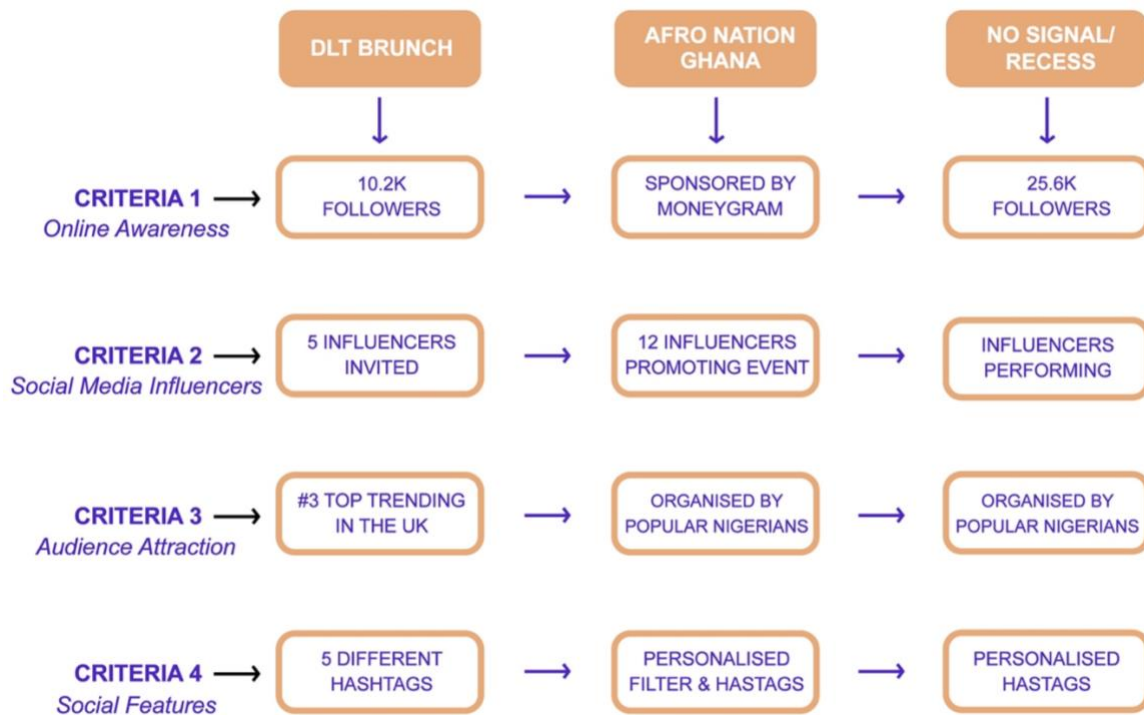 DLT BRUNCH
AFRO NATION
GHANA
NO SIGNAL/
RECESS
CRITERIA 1
Online Awareness
10.2K
FOLLOWERS
SPONSORED BY
MONEYGRAM
25.6K
FOLLOWERS
CRITERIA 2
Social Media Influencers
5 INFLUENCERS
INVITED
12 INFLUENCERS
PROMOTING EVENT
INFLUENCERS
PERFORMING
CRITERIA 3
Audience Attraction
#3 TOP TRENDING
IN THE UK
ORGANISED BY
POPULAR NIGERIANS
ORGANISED BY
POPULAR NIGERIANS
CRITERIA 4
Social Features
5 DIFFERENT
HASHTAGS
PERSONALISED
FILTER & HASTAGS
PERSONALISED
HASTAGS